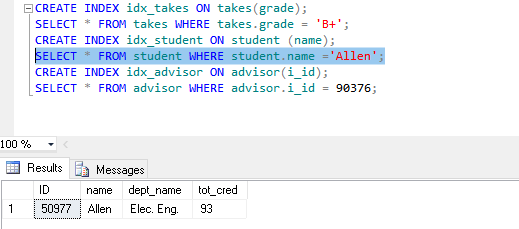 CREATE INDEX idx_takes ON takes(grade);
SELECT * FROM takes WHERE takes.grade = 'B+';
CREATE INDEX idx_student ON student (name);
SELECT * FROM student WHERE student.name ='Allen';
CREATE INDEX idx_advisor ON advisor(i_id);
SELECT * FROM advisor WHERE advisor.i_id = 90376;
100 %
Results Messages
ID name dept_name tot_cred
1 50977 Allen Elec. Eng. 93